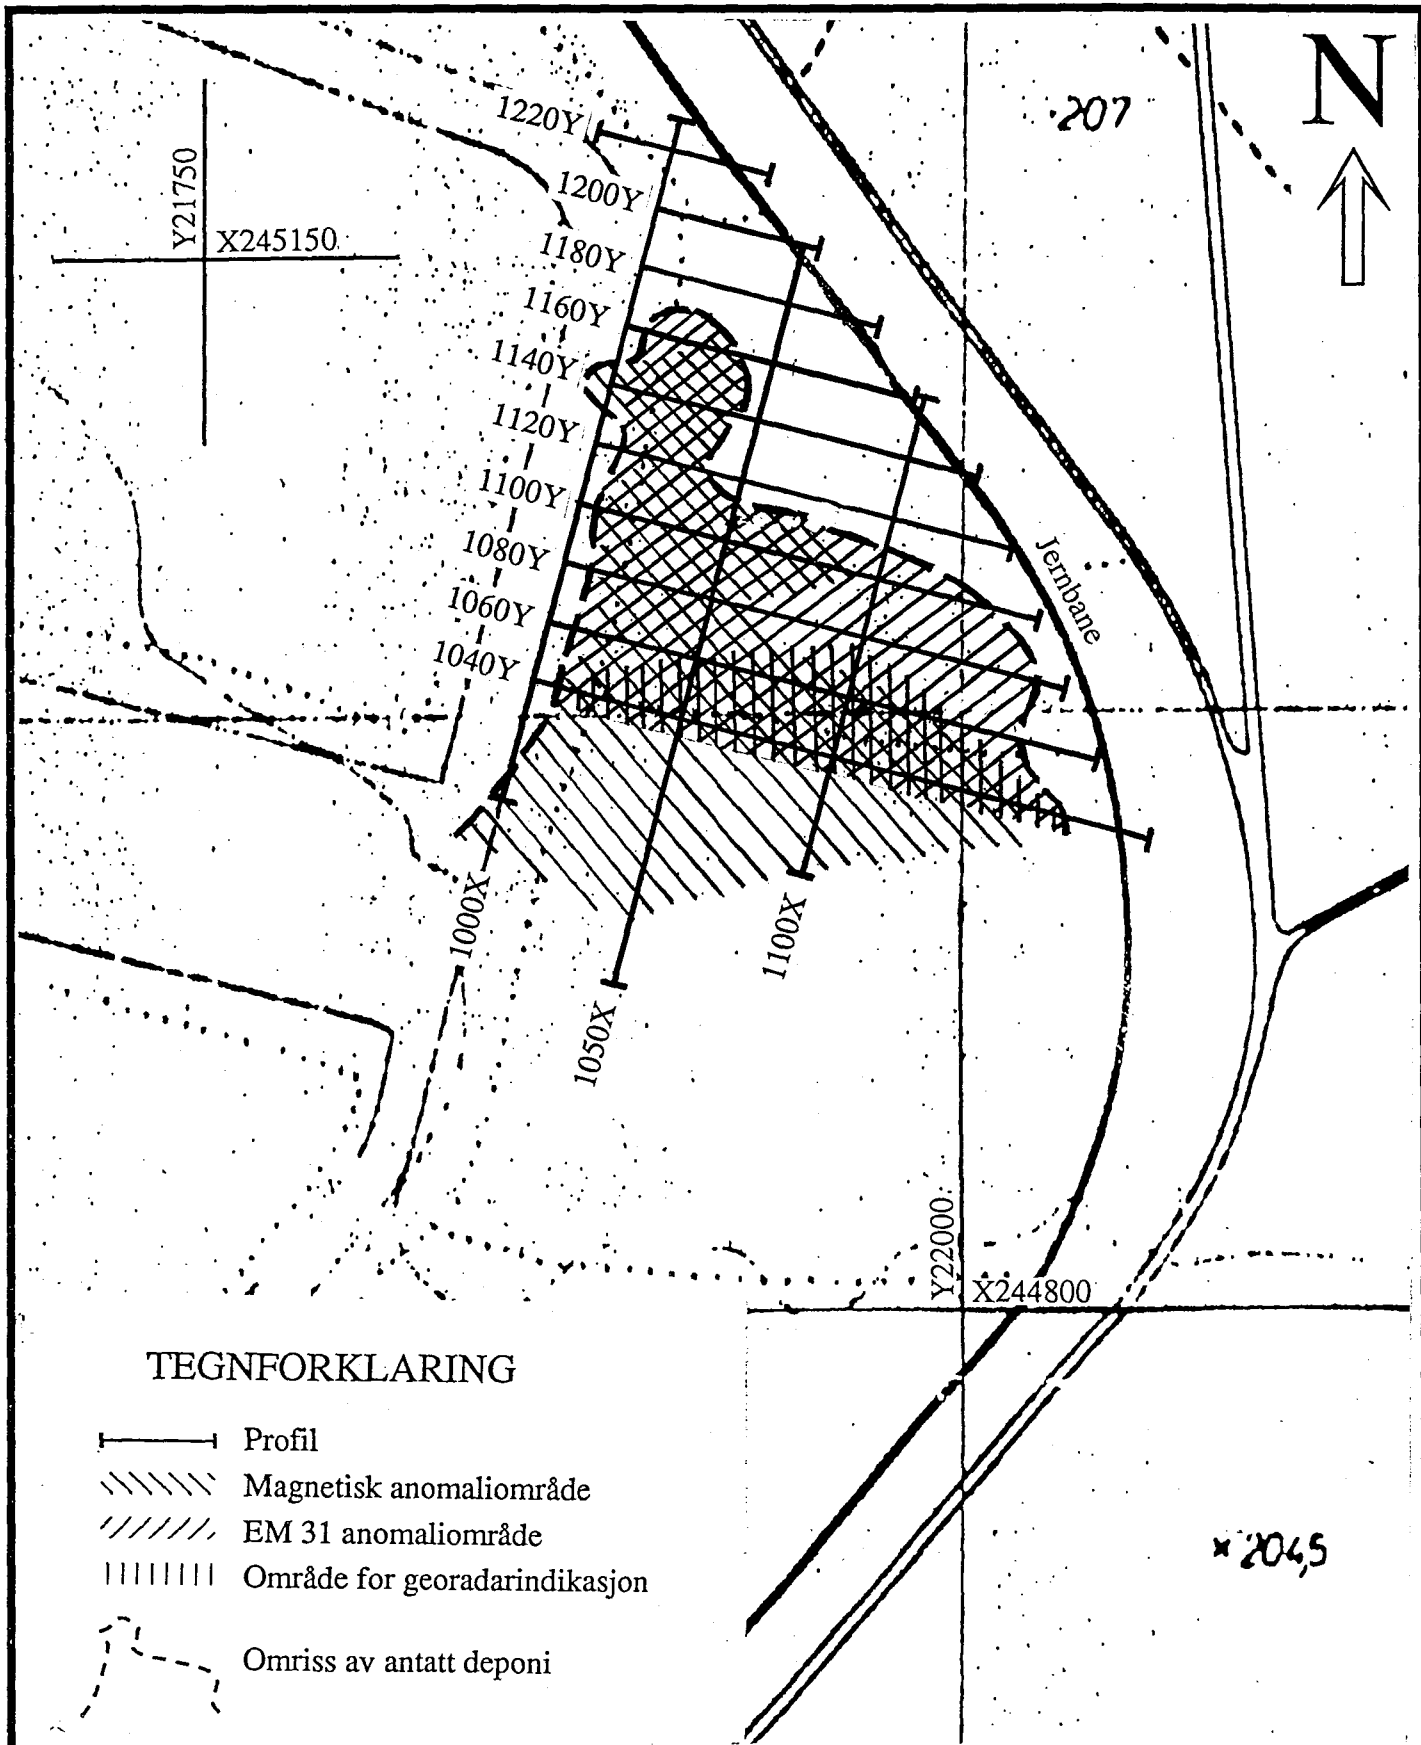 N
207
1220Y
1200Y
Y21750
X245150
1180Y
1160Y
1140Y
1120Y
1100Y
1080Y
1060Y
1040Y
Jernbane
1000X
1100X
1050X
Y22000
X244800
TEGNFORKLARING
Profil
Magnetisk anomaliområde
EM 31 anomaliområde
Område for georadarindikasjon
Omriss av antatt deponi
× 204,5